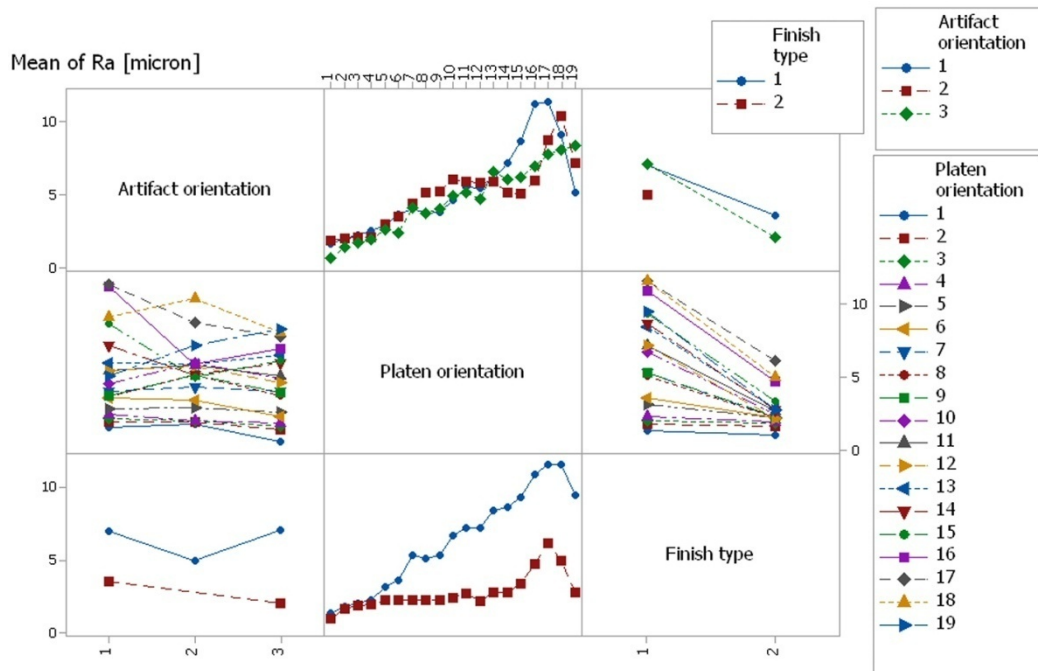 Mean of Ra [micron]
1 2 3 4 5 6 7 8 9 10 11 12 13 14 15 16 17 18 19
Finish
type
1
2
Artifact
orientation
1
2
3
10
5
0
Artifact orientation
Platen orientation
10
5
0
10
5
0
Finish type
1 2 3
1 2
Platen
orientation
1
2
3
4
5
6
7
8
9
10
11
12
13
14
15
16
17
18
19